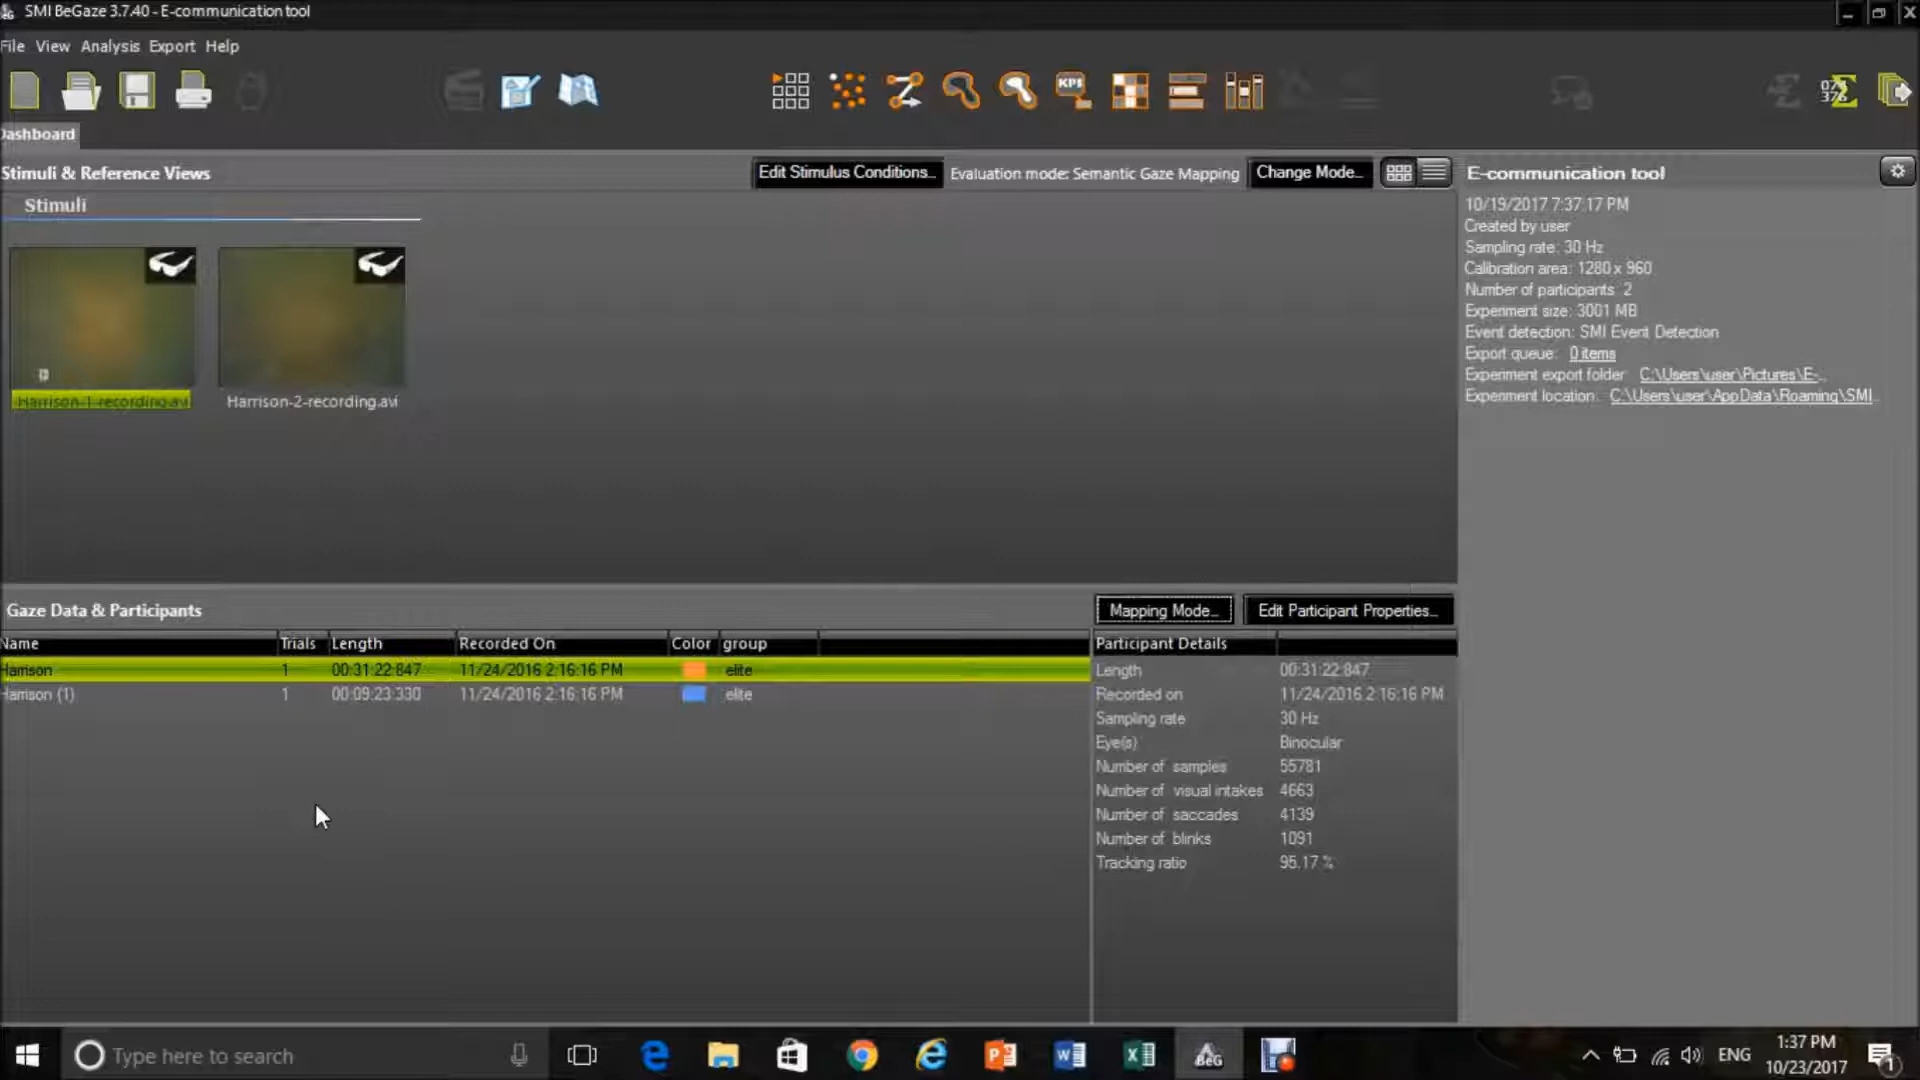 SMI BeGaze 3.7.40 - E-communication tool
File View Analysis Export Help
KPI
Dashboard
Stimuli & Reference Views
Edit Stimulus Conditions... Evaluation mode: Semantic Gaze Mapping Change Mode...
Stimuli
Harrison-1-recording.avi
Harrison-2-recording.avi
E-communication tool
10/19/2017 7:37:17 PM
Created by user
Sampling rate: 30 Hz
Calibration area: 1280 x 960
Number of participants 2
Experiment size: 3001 MB
Event detection: SMI Event Detection
Export queue: 0 items
Experiment export folder C:\Users\user\Pictures\E-...
Experiment location: C:\Users\user\AppData\Roaming\SMI...
Gaze Data & Participants
Mapping Mode... Edit Participant Properties...
Name Trials Length Recorded On Color group
Harrison 1 00:31:22:847 11/24/2016 2:16:16 PM elite
Harrison (1) 1 00:09:23:330 11/24/2016 2:16:16 PM elite
Participant Details
Length 00:31:22:847
Recorded on 11/24/2016 2:16:16 PM
Sampling rate 30 Hz
Eye(s) Binocular
Number of samples 55781
Number of visual intakes 4663
Number of saccades 4139
Number of blinks 1091
Tracking ratio 95.17 %
Type here to search
BeG
ENG
1:37 PM
10/23/2017
1